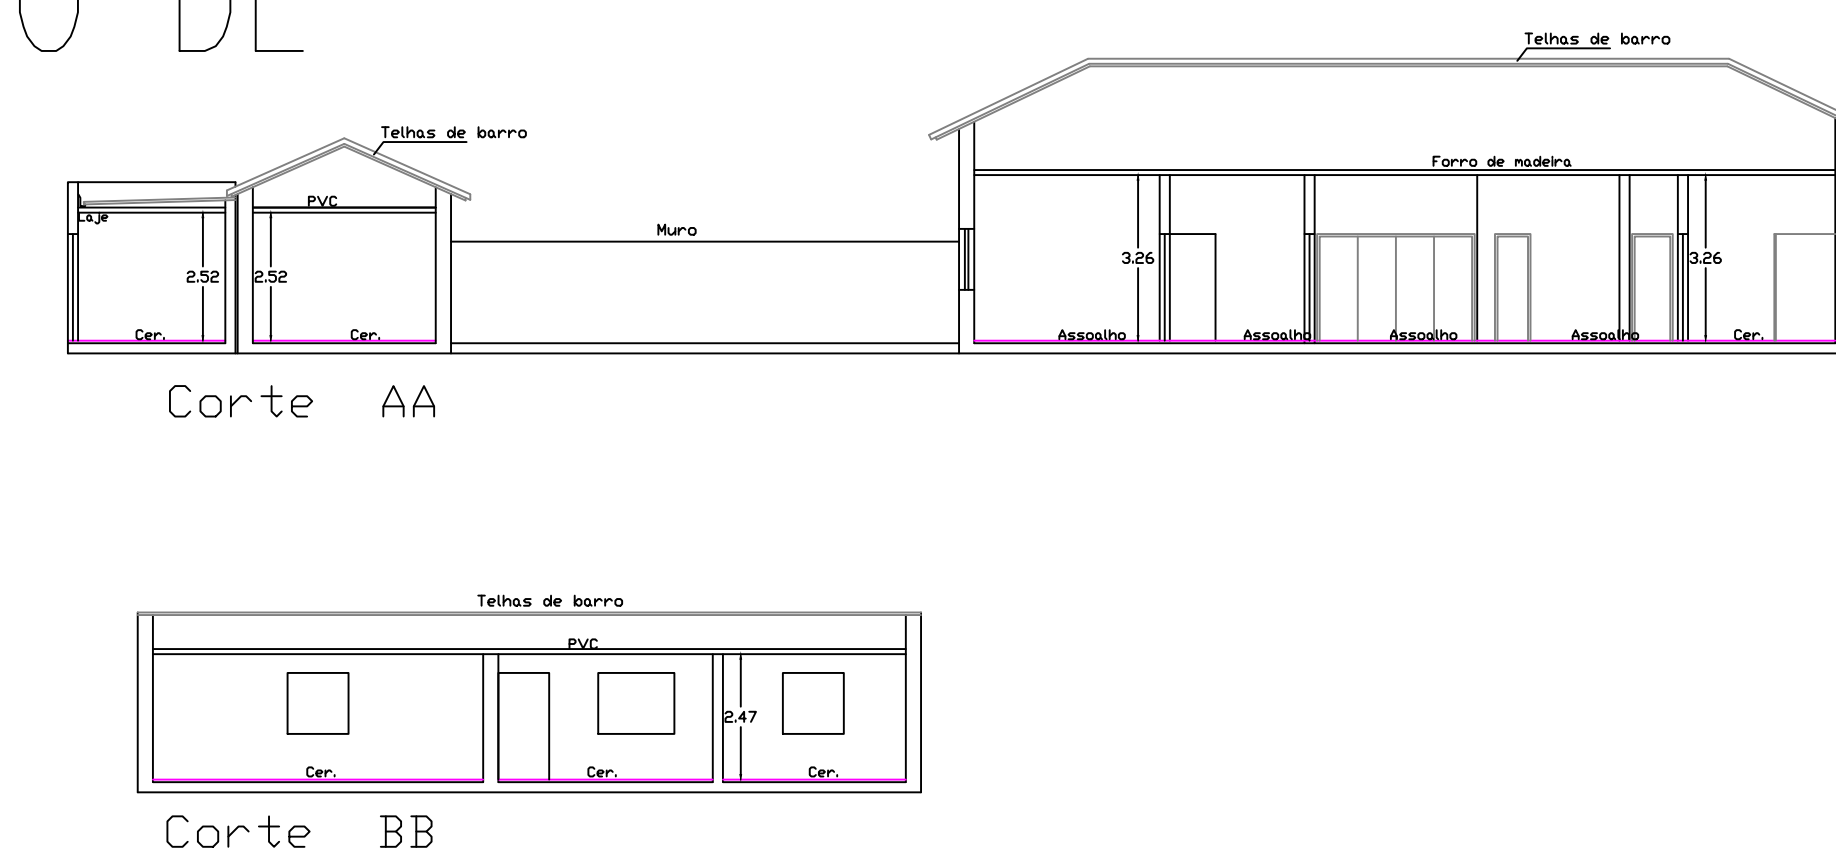 Telhas de barro
Telhas de barro
Forro de madeira
PVC
Laje
Muro
2.52
2.52
3.26
3.26
Cer.
Cer.
Assoalho
Assoalho
Assoalho
Assoalho
Cer.
Corte AA
Telhas de barro
PVC
2.47
Cer.
Cer.
Cer.
Corte BB